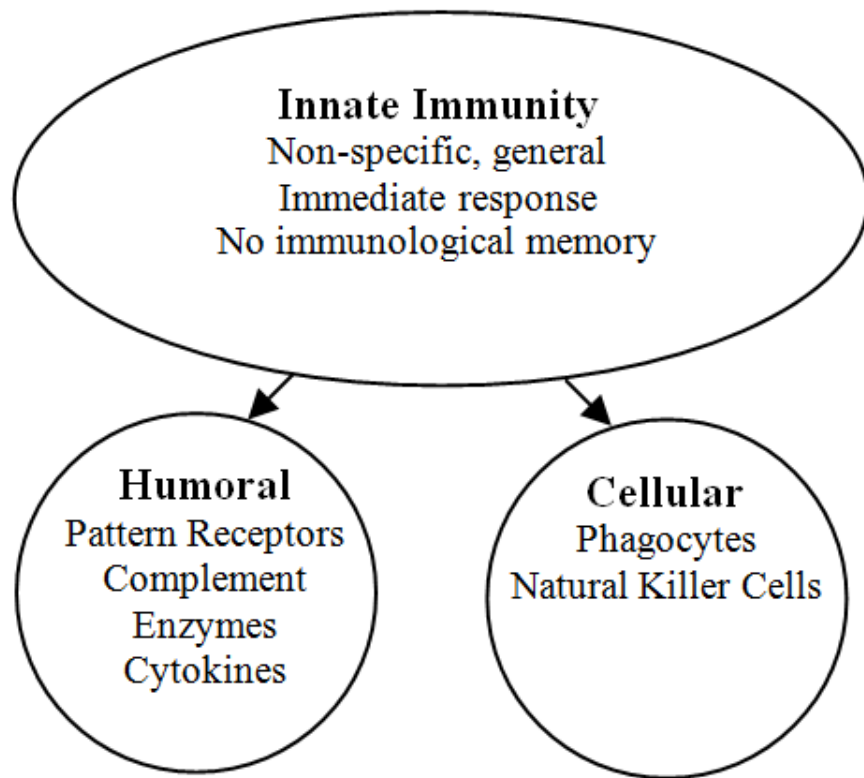 Innate Immunity
Non-specific, general
Immediate response
No immunological memory
Humoral
Pattern Receptors
Complement
Enzymes
Cytokines
Cellular
Phagocytes
Natural Killer Cells